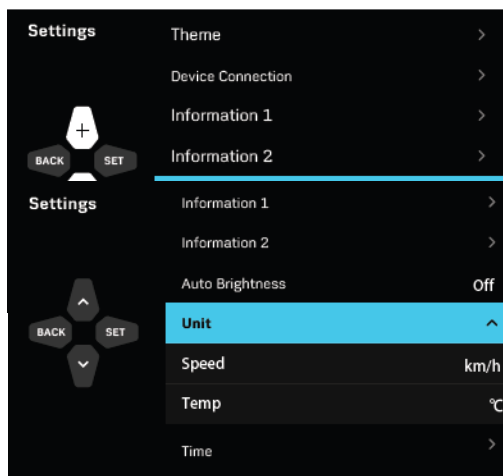 Settings
Theme
Device Connection
Information 1
+
Information 2
BACK SET
Settings
Information 1
Information 2
Auto Brightness Off
Unit
BACK SET
Speed km/h
Temp ℃
Time